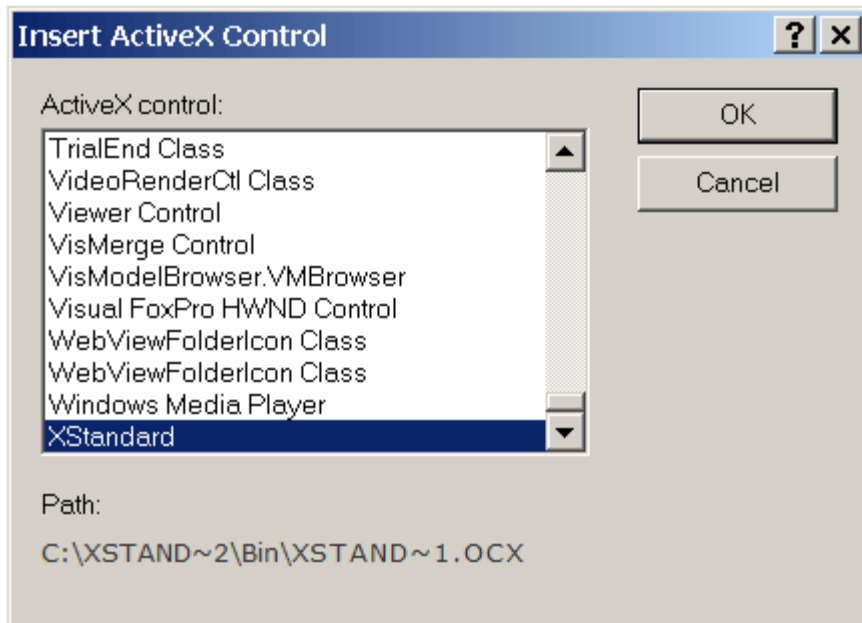 Insert ActiveX Control
ActiveX control:
OK
TrialEnd Class
VideoRenderCtl Class
Cancel
Viewer Control
VisMerge Control
VisModelBrowser.VMBrowser
Visual FoxPro HWND Control
WebViewFolderIcon Class
WebViewFolderIcon Class
Windows Media Player
XStandard
Path:
C:\XSTAND~2\Bin\XSTAND~1.OCX